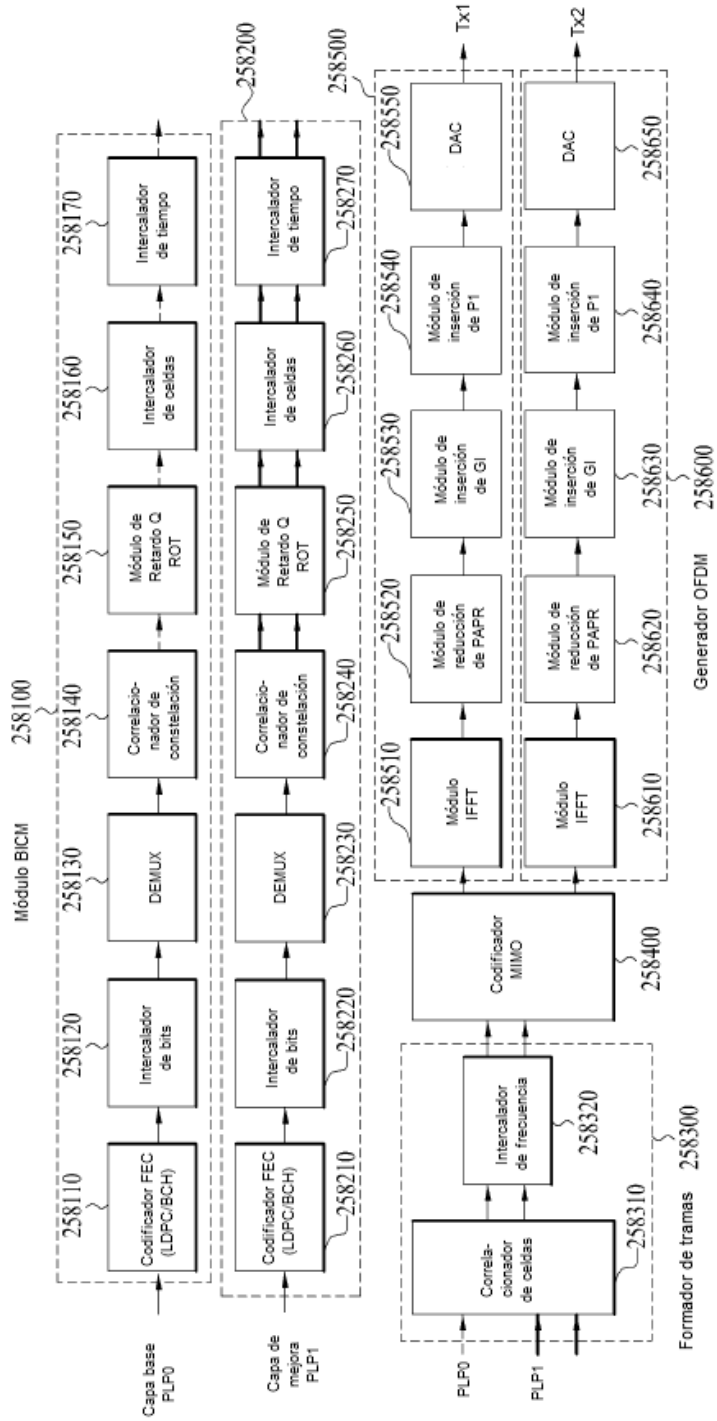 Módulo BICM
258100
258110
258120
258130
258140
258150
258160
258170
Capa base
PLP0
Codificador FEC
(LDPC/BCH)
Intercalador
de bits
DEMUX
Correlacio-
nador de
constelación
Módulo de
Retardo Q
ROT
Intercalador
de celdas
Intercalador
de tiempo
258200
Capa de
mejora
PLP1
Codificador FEC
(LDPC/BCH)
Intercalador
de bits
DEMUX
Correlacio-
nador de
constelación
Módulo de
Retardo Q
ROT
Intercalador
de celdas
Intercalador
de tiempo
258210
258220
258230
258240
258250
258260
258270
PLP0
PLP1
Correla-
cionador
de celdas
258310
Intercalador
de frecuencia
258320
Formador de tramas
258300
Codificador
MIMO
258400
258500
258510
258520
258530
258540
258550
Módulo
IFFT
Módulo de
reducción
de PAPR
Módulo de
inserción
de GI
Módulo de
inserción
de P1
DAC
Tx1
Módulo
IFFT
Módulo de
reducción
de PAPR
Módulo de
inserción
de GI
Módulo de
inserción
de P1
DAC
Tx2
258610
258620
258630
258640
258650
Generador OFDM
258600